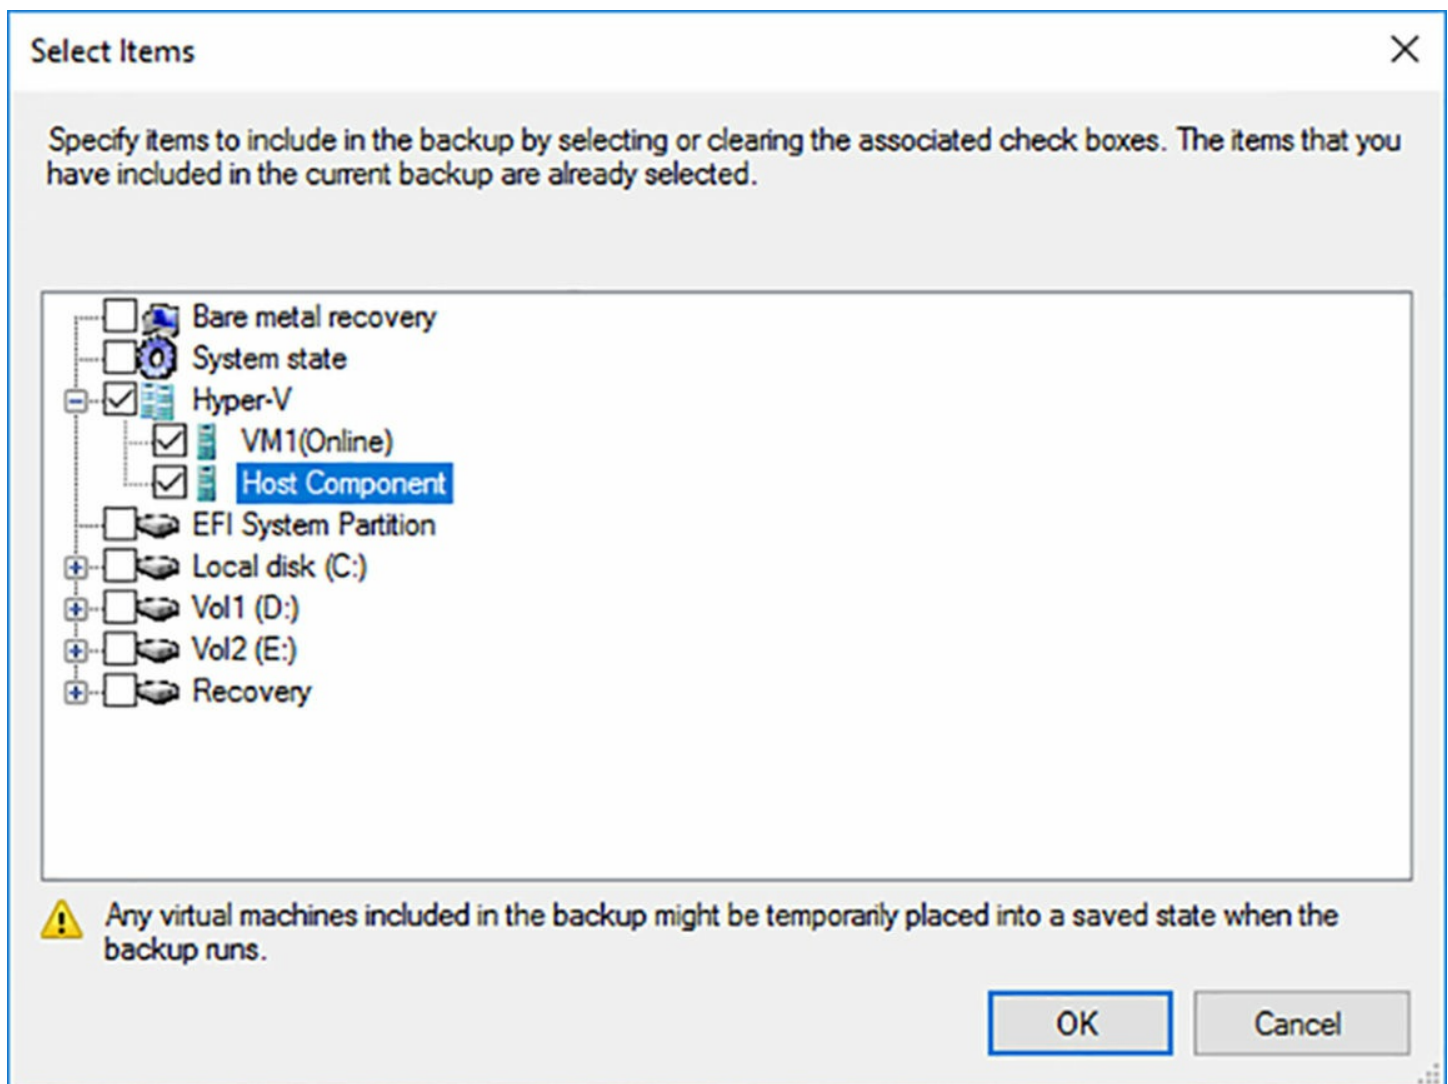 Select Items
Specify items to include in the backup by selecting or clearing the associated check boxes. The items that you
have included in the current backup are already selected.
Bare metal recovery
System state
Hyper-V
VM1(Online)
Host Component
EFI System Partition
Local disk (C:)
Vol1 (D:)
Vol2 (E:)
Recovery
Any virtual machines included in the backup might be temporarily placed into a saved state when the
backup runs.
OK Cancel